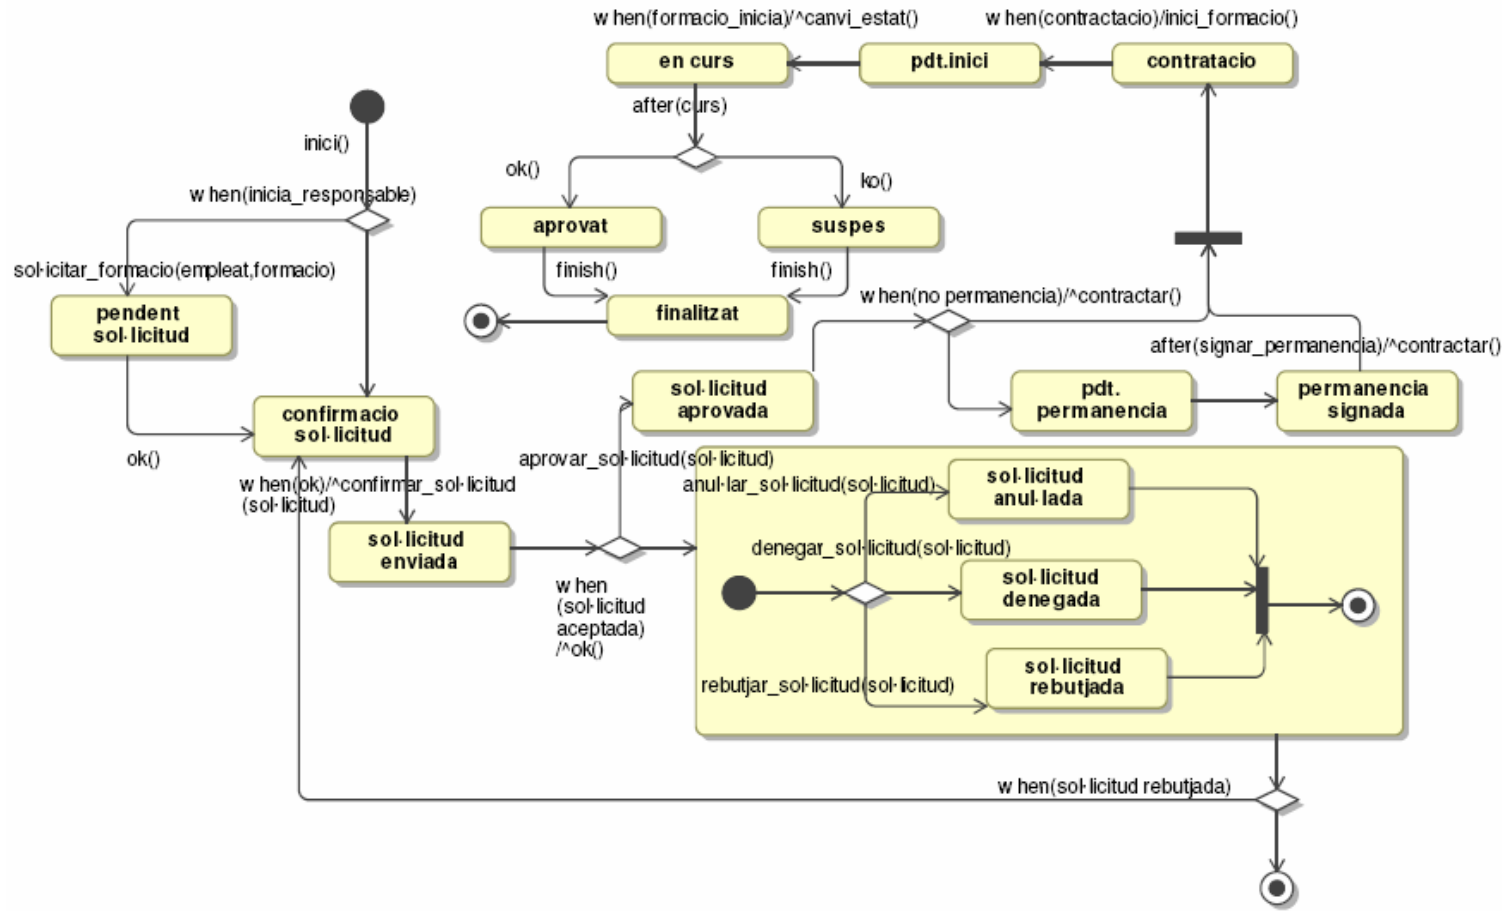 w hen(formacio_inicia)/^canvi_estat()
w hen(contractacio)/inici_formacio()
en curs
pdt.inici
contratacio
after(curs)
inici()
ok()
ko()
w hen(inicia_responsable)
aprovat
suspes
sol·icitar_formacio(empleat,formacio)
finish()
finish()
w hen(no permanencia)/^contractar()
pendent
sol·licitud
finalitzat
after(signar_permanencia)/^contractar()
sol·licitud
aprovada
pdt.
permanencia
permanencia
signada
confirmacio
sol·licitud
ok()
aprovar_sol·licitud(sol·licitud)
w hen(ok)/^confirmar_sol·licitud
(sol·licitud)
anul·lar_sol·licitud(sol·licitud)
sol·licitud
anul·lada
sol·licitud
enviada
denegar_sol·licitud(sol·licitud)
sol·licitud
denegada
w hen
(sol·licitud
aceptada)
/^ok()
rebutjar_sol·licitud(sol·licitud)
sol·licitud
rebutjada
w hen(sol·licitud rebutjada)